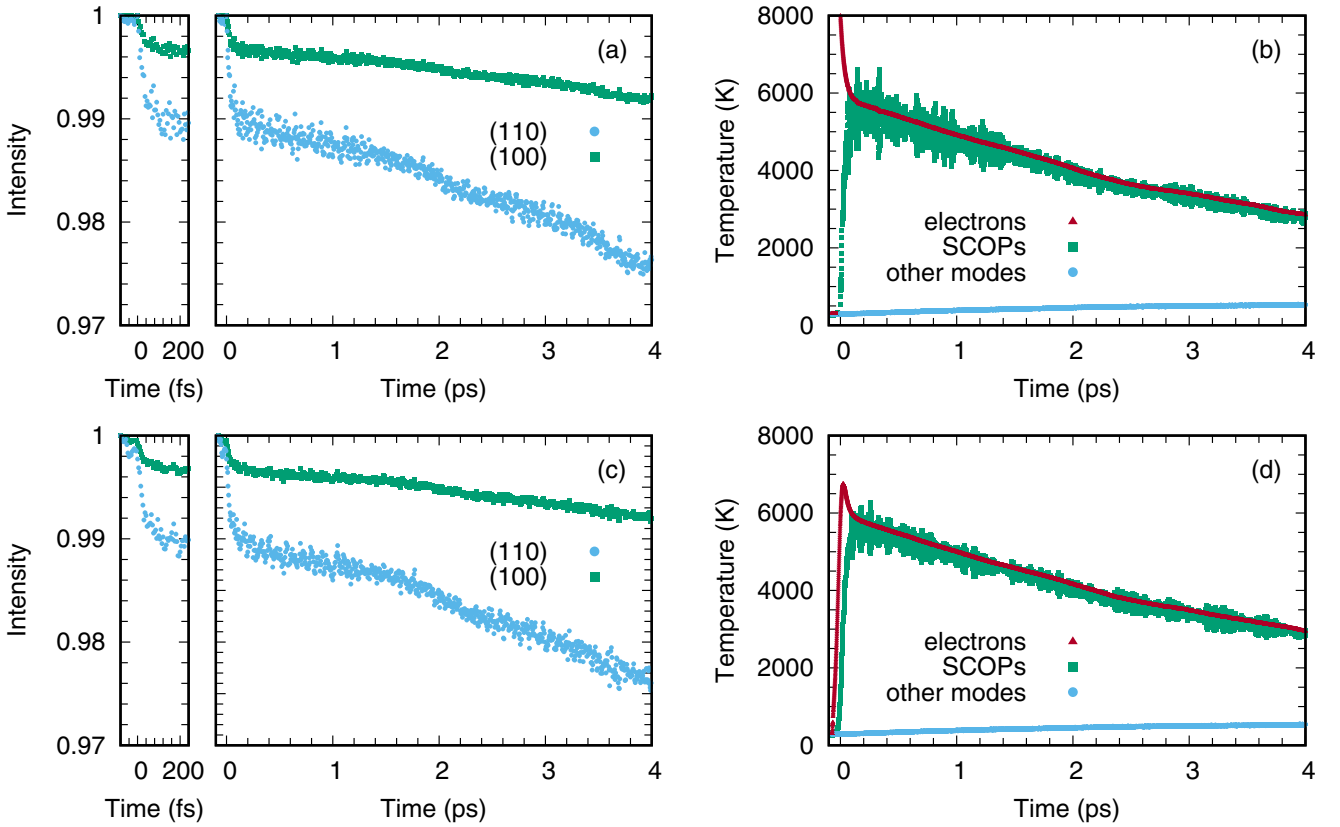 1
0.99
0.98
0.97
Intensity
0 200
Time (fs)
(a)
(110)
(100)
0 1 2 3 4
Time (ps)
8000
6000
4000
2000
0
Temperature (K)
(b)
electrons
SCOPs
other modes
0 1 2 3 4
Time (ps)
1
0.99
0.98
0.97
Intensity
0 200
Time (fs)
(c)
(110)
(100)
0 1 2 3 4
Time (ps)
8000
6000
4000
2000
0
Temperature (K)
(d)
electrons
SCOPs
other modes
0 1 2 3 4
Time (ps)